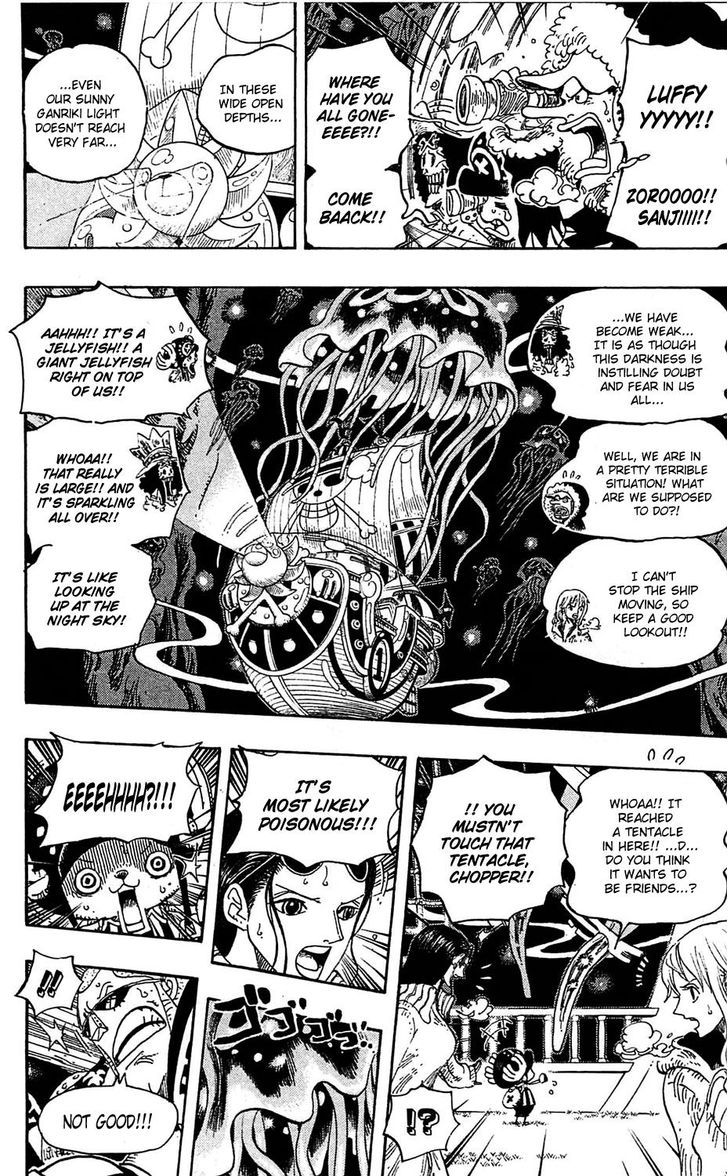 LUFFY
YYYYY!!
ZOROOOO!!
SANJIIII!!
WHERE
HAVE YOU
ALL GONE-
EEEE?!!
COME
BAACK!!
IN THESE
WIDE OPEN
DEPTHS...
...EVEN
OUR SUNNY
GANRIKI LIGHT
DOESN'T REACH
VERY FAR...
...WE HAVE
BECOME WEAK...
IT IS AS THOUGH
THIS DARKNESS IS
INSTILLING DOUBT
AND FEAR IN US
ALL...
WELL, WE ARE IN
A PRETTY TERRIBLE
SITUATION! WHAT
ARE WE SUPPOSED
TO DO?!
I CAN'T
STOP THE SHIP
MOVING, SO
KEEP A GOOD
LOOKOUT!!
AAHHH!! IT'S A
JELLYFISH!! A
GIANT JELLYFISH
RIGHT ON TOP
OF US!!
WHOAA!!
THAT REALLY
IS LARGE!! AND
IT'S SPARKLING
ALL OVER!!
IT'S LIKE
LOOKING
UP AT THE
NIGHT SKY!
WHOAA!! IT
REACHED
A TENTACLE
IN HERE!! ...D...
DO YOU THINK
IT WANTS TO
BE FRIENDS...?
!! YOU
MUSTN'T
TOUCH THAT
TENTACLE,
CHOPPER!!
IT'S
MOST LIKELY
POISONOUS!!!
EEEEHHHH?!!!
!?
ゴゴゴゴ
!!
NOT GOOD!!!